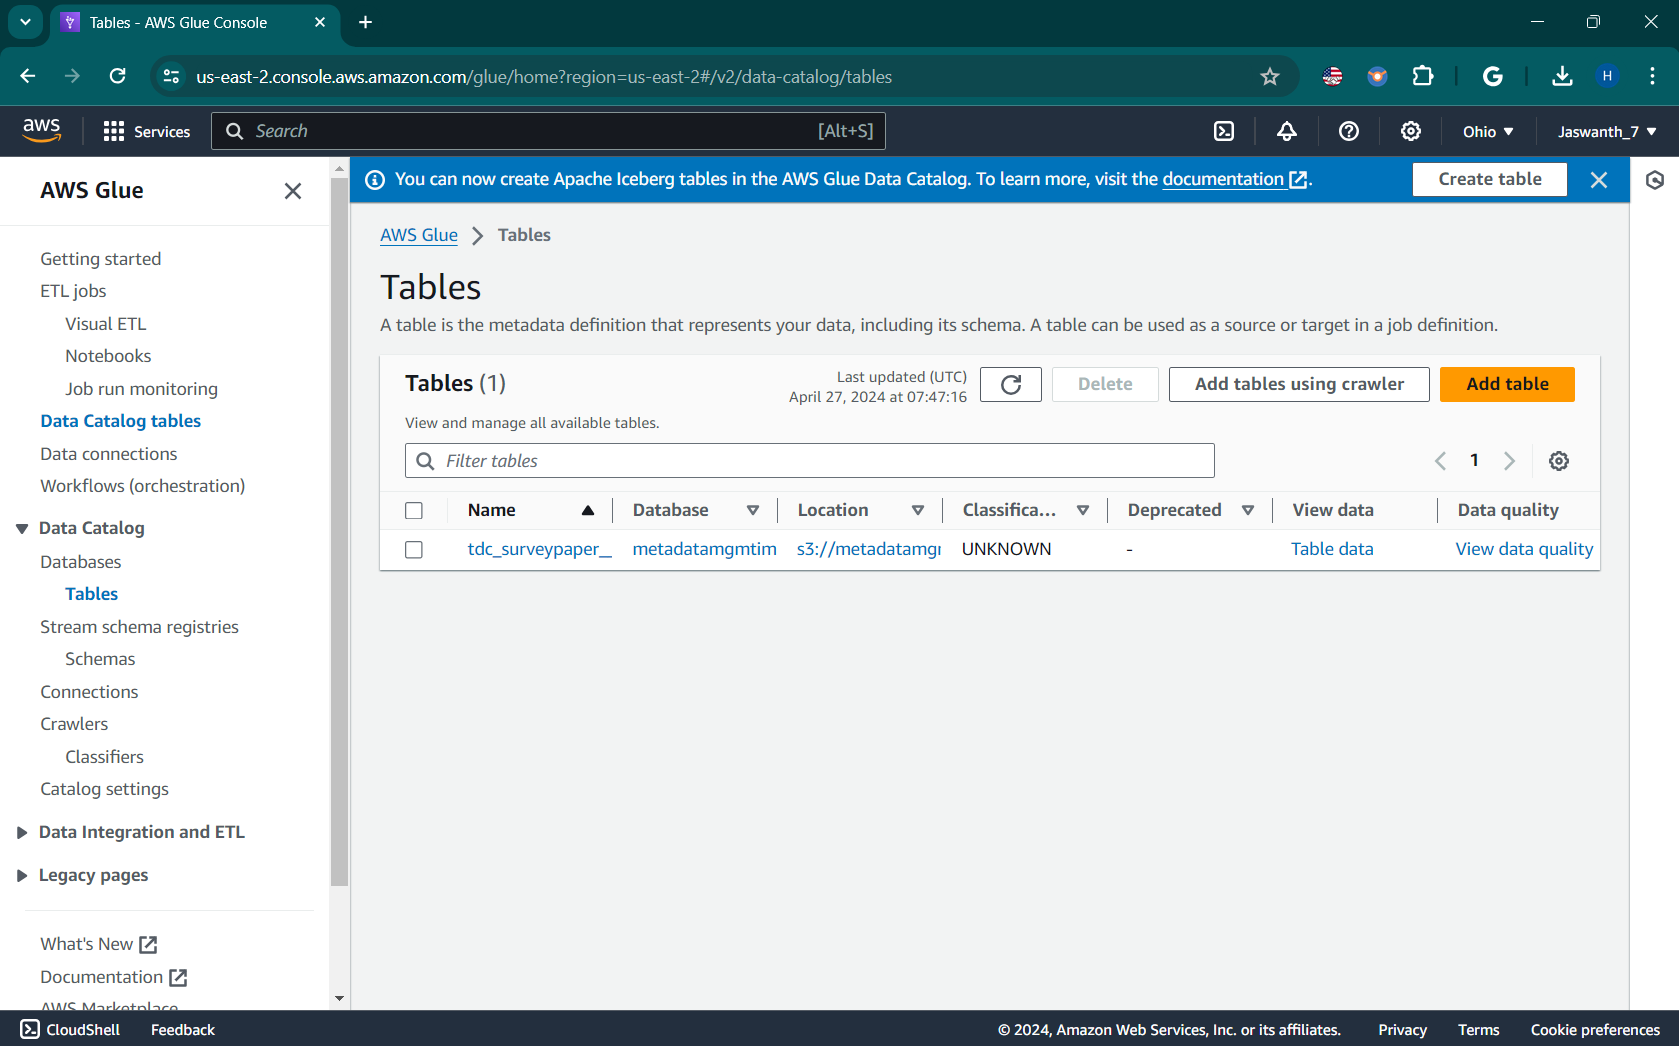 Tables - AWS Glue Console
us-east-2.console.aws.amazon.com/glue/home?region=us-east-2#/v2/data-catalog/tables
H
aws
Services
Search
[Alt+S]
Ohio
Jaswanth_7
AWS Glue
Getting started
ETL jobs
Visual ETL
Notebooks
Job run monitoring
Data Catalog tables
Data connections
Workflows (orchestration)
Data Catalog
Databases
Tables
Stream schema registries
Schemas
Connections
Crawlers
Classifiers
Catalog settings
Data Integration and ETL
Legacy pages
What's New
Documentation
AWS Marketplace
You can now create Apache Iceberg tables in the AWS Glue Data Catalog. To learn more, visit the documentation.
Create table
AWS Glue > Tables
Tables
A table is the metadata definition that represents your data, including its schema. A table can be used as a source or target in a job definition.
Tables (1)
Last updated (UTC)
April 27, 2024 at 07:47:16
Delete
Add tables using crawler
Add table
View and manage all available tables.
Filter tables
1
Name Database Location Classifica... Deprecated View data Data quality
tdc_surveypaper_ metadatamgmtim s3://metadatamgr UNKNOWN - Table data View data quality
CloudShell
Feedback
© 2024, Amazon Web Services, Inc. or its affiliates.
Privacy
Terms
Cookie preferences